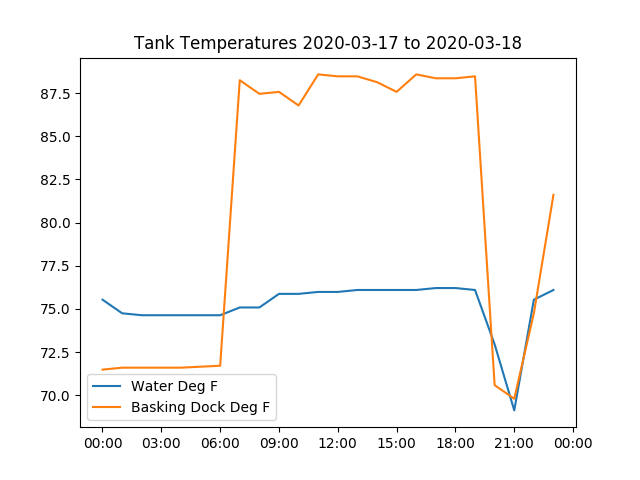 Tank Temperatures 2020-03-17 to 2020-03-18
87.5
85.0
82.5
80.0
77.5
75.0
72.5
70.0
Water Deg F
Basking Dock Deg F
00:00 03:00 06:00 09:00 12:00 15:00 18:00 21:00 00:00